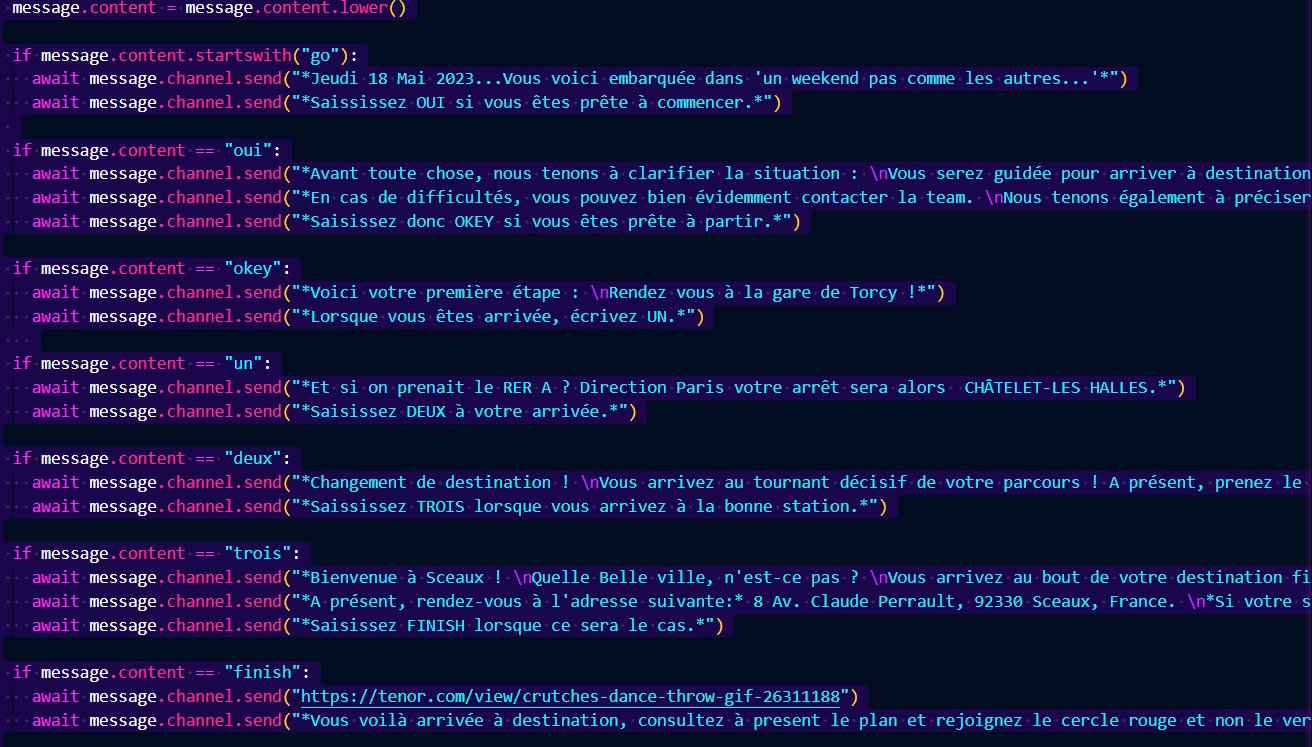 message.content = message.content.lower()
if message.content.startswith("go"):
await message.channel.send("*Jeudi 18 Mai 2023...Vous voici embarquée dans 'un weekend pas comme les autres...'*")
await message.channel.send("*Saississez OUI si vous êtes prête à commencer.*")
if message.content == "oui":
await message.channel.send("*Avant toute chose, nous tenons à clarifier la situation : \nVous serez guidée pour arriver à destination
await message.channel.send("*En cas de difficultés, vous pouvez bien évidemment contacter la team. \nNous tenons également à préciser
await message.channel.send("*Saisissez donc OKEY si vous êtes prête à partir.*")
if message.content == "okey":
await message.channel.send("*Voici votre première étape : \nRendez vous à la gare de Torcy !*")
await message.channel.send("*Lorsque vous êtes arrivée, écrivez UN.*")
if message.content == "un":
await message.channel.send("*Et si on prenait le RER A ? Direction Paris votre arrêt sera alors  CHÂTELET-LES HALLES.*")
await message.channel.send("*Saisissez DEUX à votre arrivée.*")
if message.content == "deux":
await message.channel.send("*Changement de destination ! \nVous arrivez au tournant décisif de votre parcours ! A présent, prenez le
await message.channel.send("*Saississez TROIS lorsque vous arrivez à la bonne station.*")
if message.content == "trois":
await message.channel.send("*Bienvenue à Sceaux ! \nQuelle Belle ville, n'est-ce pas ? \nVous arrivez au bout de votre destination fi
await message.channel.send("*A présent, rendez-vous à l'adresse suivante:* 8 Av. Claude Perrault, 92330 Sceaux, France. \n*Si votre s
await message.channel.send("*Saisissez FINISH lorsque ce sera le cas.*")
if message.content == "finish":
await message.channel.send("https://tenor.com/view/crutches-dance-throw-gif-26311188")
await message.channel.send("*Vous voilà arrivée à destination, consultez à present le plan et rejoignez le cercle rouge et non le ver